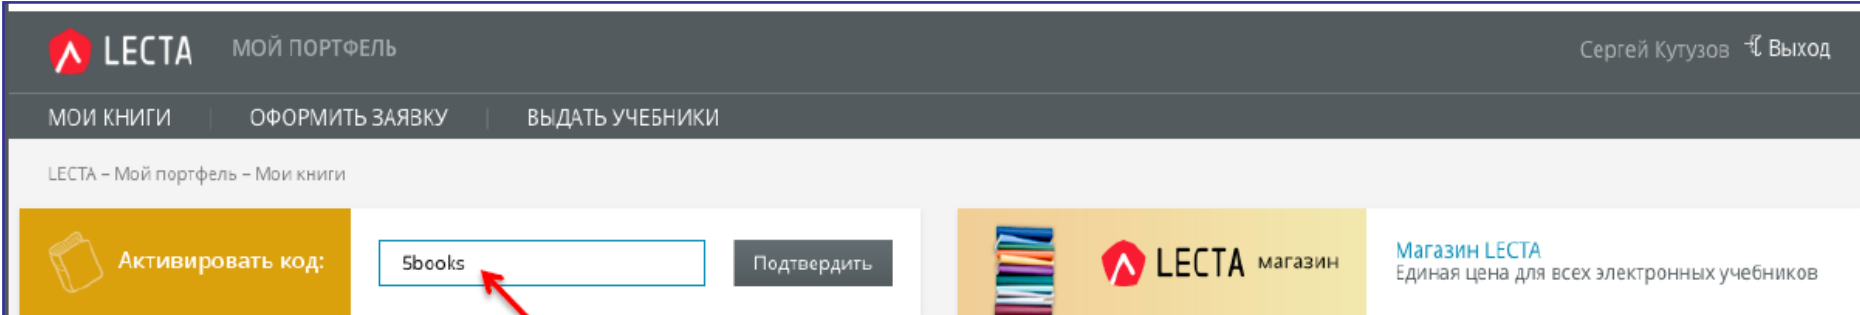 LECTA МОЙ ПОРТФЕЛЬ Сергей Кутузов Выход
МОИ КНИГИ ОФОРМИТЬ ЗАЯВКУ ВЫДАТЬ УЧЕБНИКИ
LECTA – Мой портфель – Мои книги
Активировать код: 5books Подтвердить
LECTA магазин
Магазин LECTA
Единая цена для всех электронных учебников